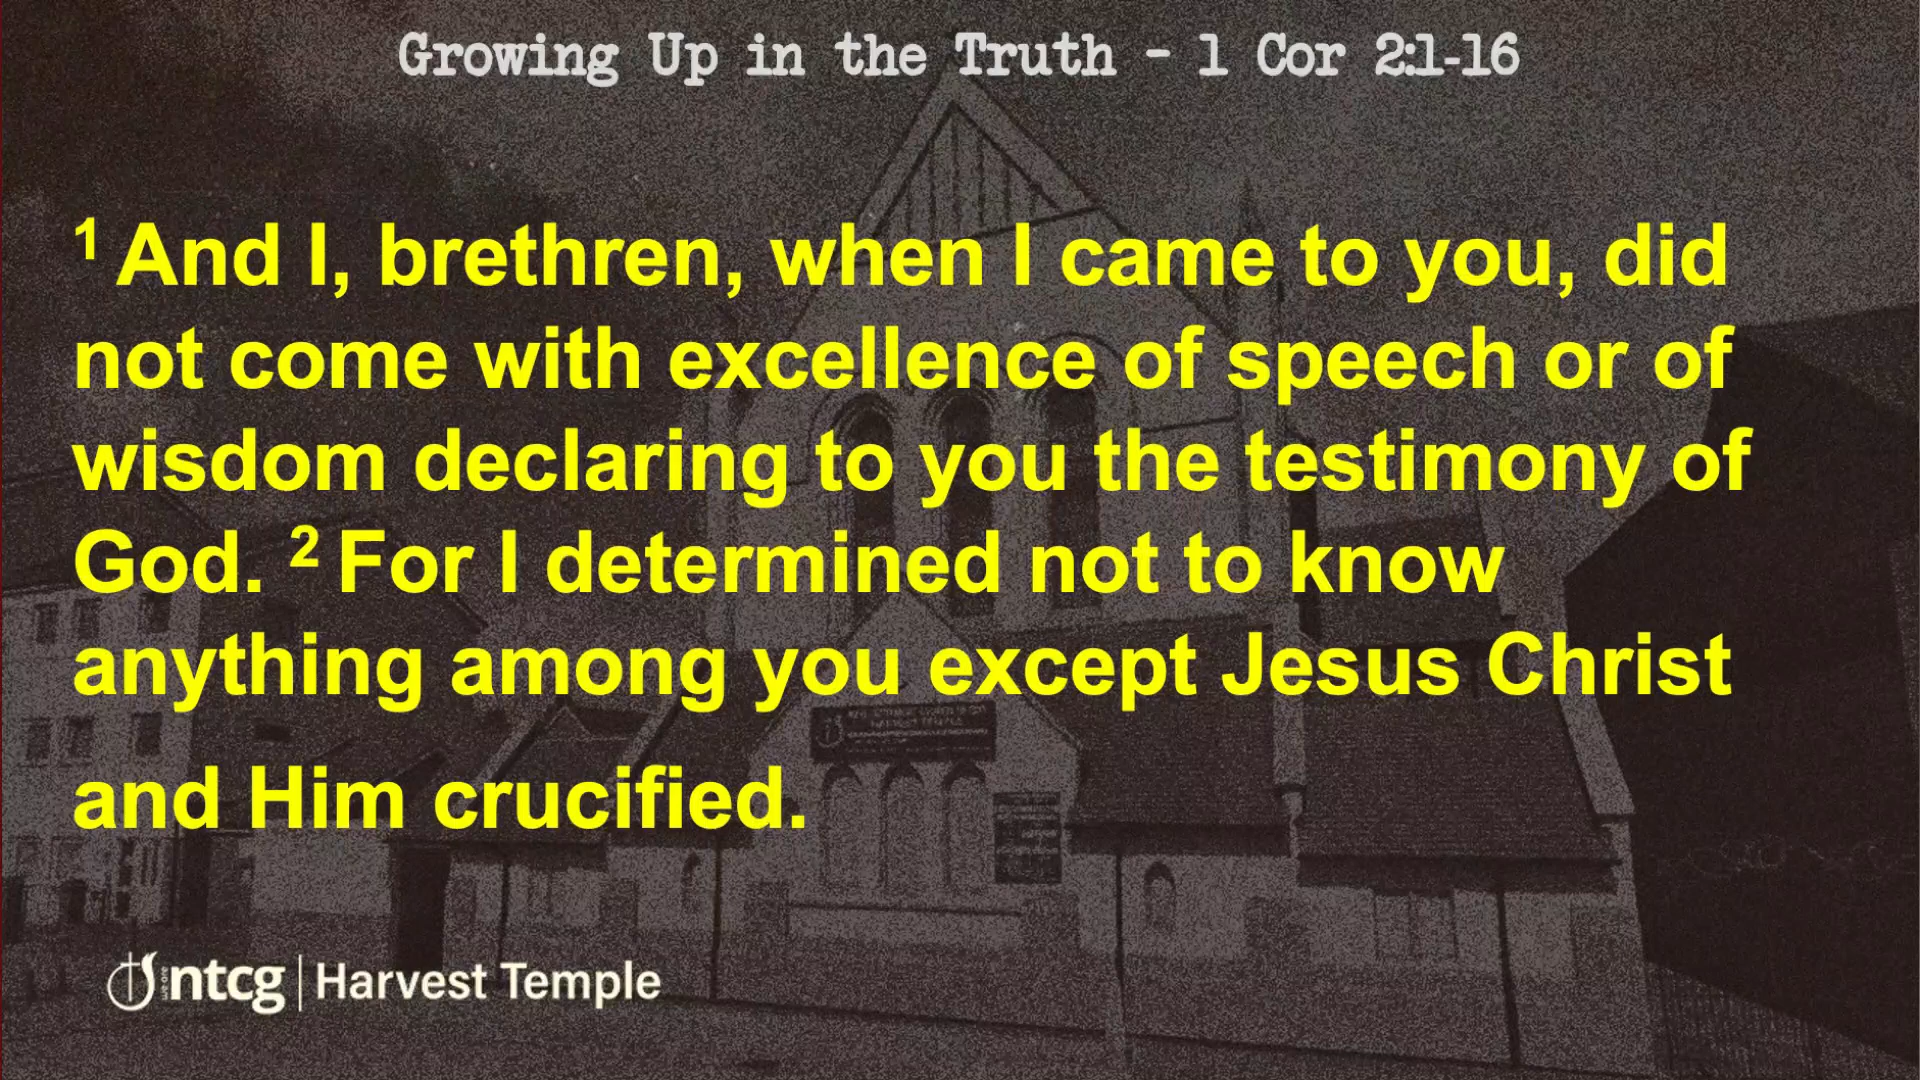 Growing Up in the Truth - 1 Cor 2:1-16
1 And I, brethren, when I came to you, did
not come with excellence of speech or of
wisdom declaring to you the testimony of
God. 2 For I determined not to know
anything among you except Jesus Christ
and Him crucified.
we are ntcg | Harvest Temple